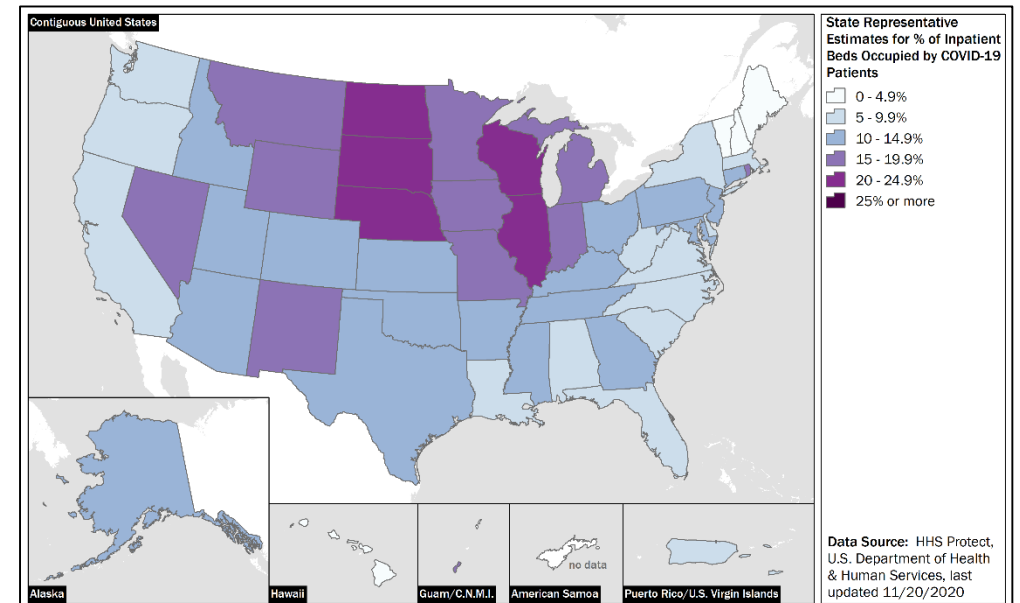 Contiguous United States
State Representative
Estimates for % of Inpatient
Beds Occupied by COVID-19
Patients
0 - 4.9%
5 - 9.9%
10 - 14.9%
15 - 19.9%
20 - 24.9%
25% or more
no data
Alaska
Hawaii
Guam/C.N.M.I.
American Samoa
Puerto Rico/U.S. Virgin Islands
Data Source: HHS Protect,
U.S. Department of Health
& Human Services, last
updated 11/20/2020